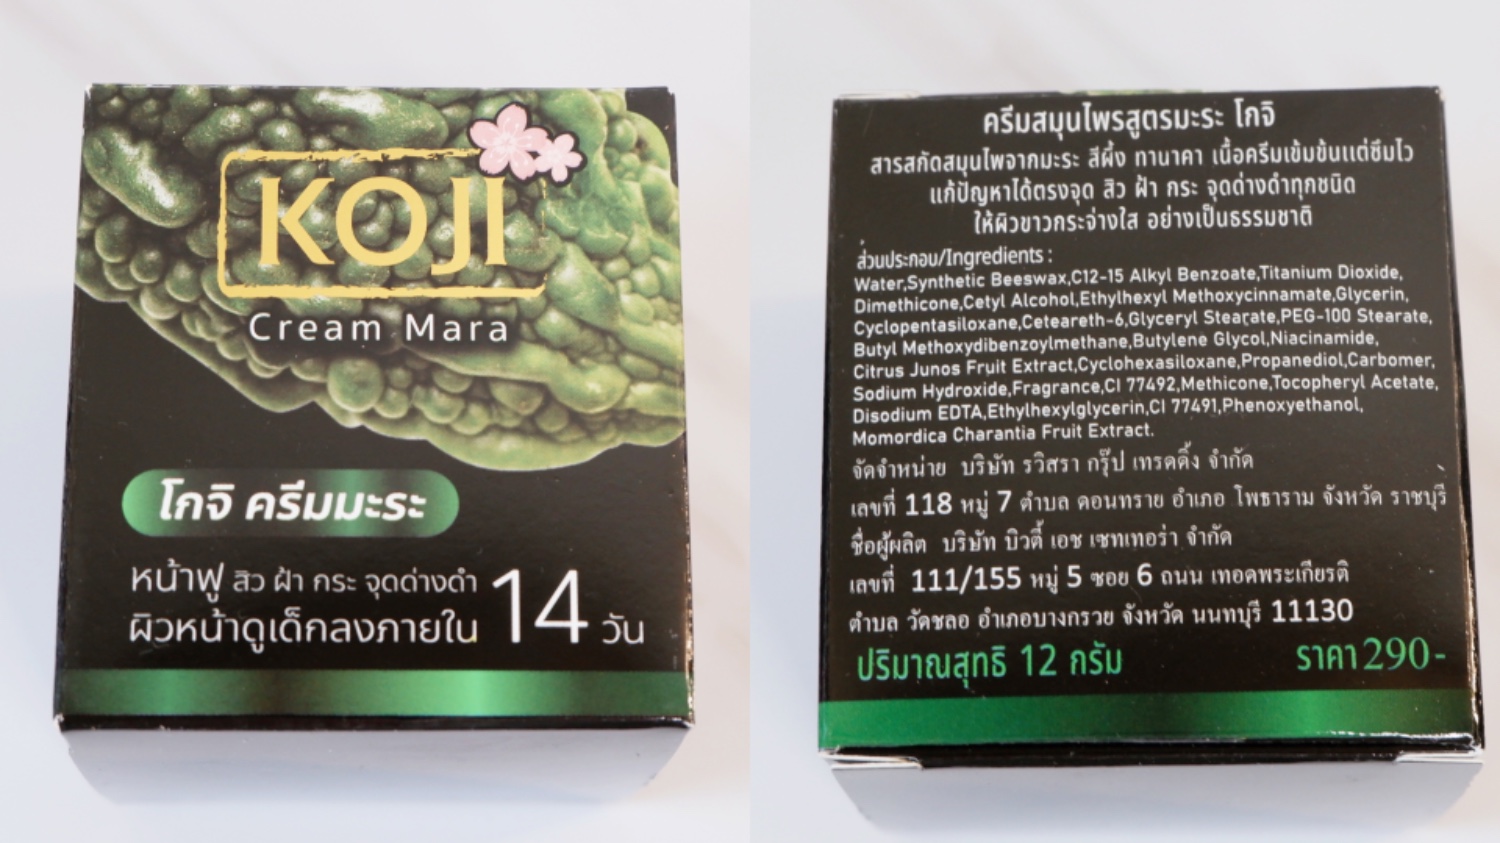 KOJI
Cream Mara
โกจิ ครีมมะระ
หน้าฟู สิว ฝ้า กระ จุดด่างดำ
ผิวหน้าดูเด็กลงภายใน 14 วัน
ครีมสมุนไพรสูตรมะระ โกจิ
สารสกัดสมุนไพจากมะระ สีผึ้ง ทานาคา เนื้อครีมเข้มข้นแต่ซึมไว
แก้ปัญหาได้ตรงจุด สิว ฝ้า กระ จุดด่างดำทุกชนิด
ให้ผิวขาวกระจ่างใส อย่างเป็นธรรมชาติ
ส่วนประกอบ/Ingredients :
Water,Synthetic Beeswax,C12-15 Alkyl Benzoate,Titanium Dioxide,
Dimethicone,Cetyl Alcohol,Ethylhexyl Methoxycinnamate,Glycerin,
Cyclopentasiloxane,Ceteareth-6,Glyceryl Stearate,PEG-100 Stearate,
Butyl Methoxydibenzoylmethane,Butylene Glycol,Niacinamide,
Citrus Junos Fruit Extract,Cyclohexasiloxane,Propanediol,Carbomer,
Sodium Hydroxide,Fragrance,CI 77492,Methicone,Tocopheryl Acetate,
Disodium EDTA,Ethylhexylglycerin,CI 77491,Phenoxyethanol,
Momordica Charantia Fruit Extract.
จัดจำหน่าย บริษัท รวิสรา กรุ๊ป เทรดดิ้ง จำกัด
เลขที่ 118 หมู่ 7 ตำบล ดอนทราย อำเภอ โพธาราม จังหวัด ราชบุรี
ชื่อผู้ผลิต บริษัท บิวตี้ เอช เซทเทอร่า จำกัด
เลขที่ 111/155 หมู่ 5 ซอย 6 ถนน เทอดพระเกียรติ
ตำบล วัดชลอ อำเภอบางกรวย จังหวัด นนทบุรี 11130
ปริมาณสุทธิ 12 กรัม ราคา290-